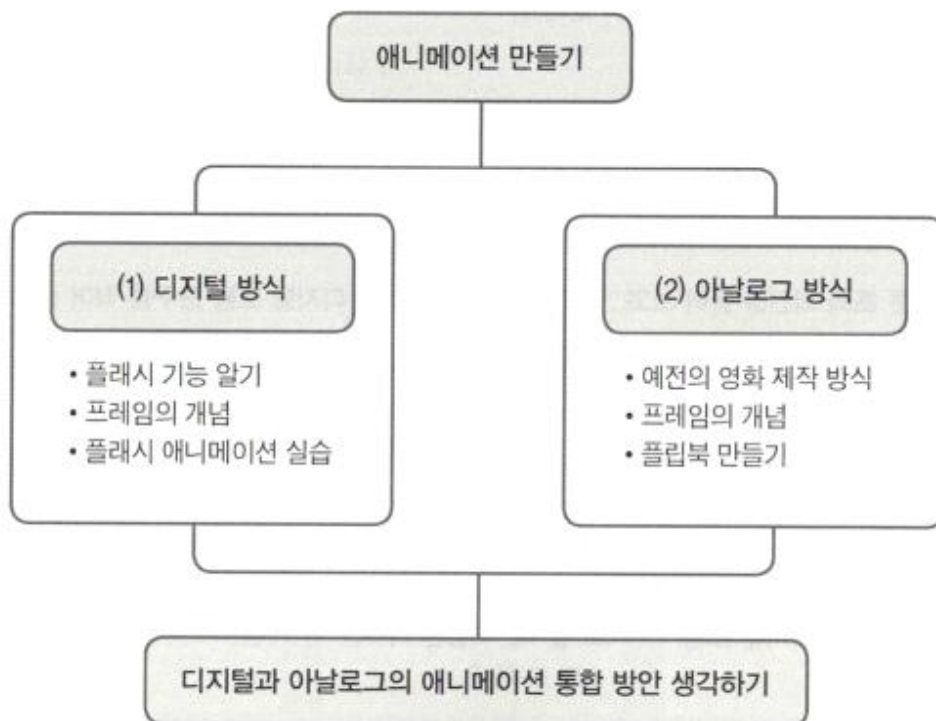 애니메이션 만들기
(1) 디지털 방식
• 플래시 기능 알기
• 프레임의 개념
• 플래시 애니메이션 실습
(2) 아날로그 방식
• 예전의 영화 제작 방식
• 프레임의 개념
• 플립북 만들기
디지털과 아날로그의 애니메이션 통합 방안 생각하기